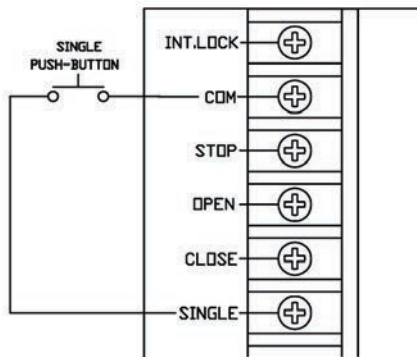 SINGLE
PUSH-BUTTON
INT.LOCK
COM
STOP
OPEN
CLOSE
SINGLE